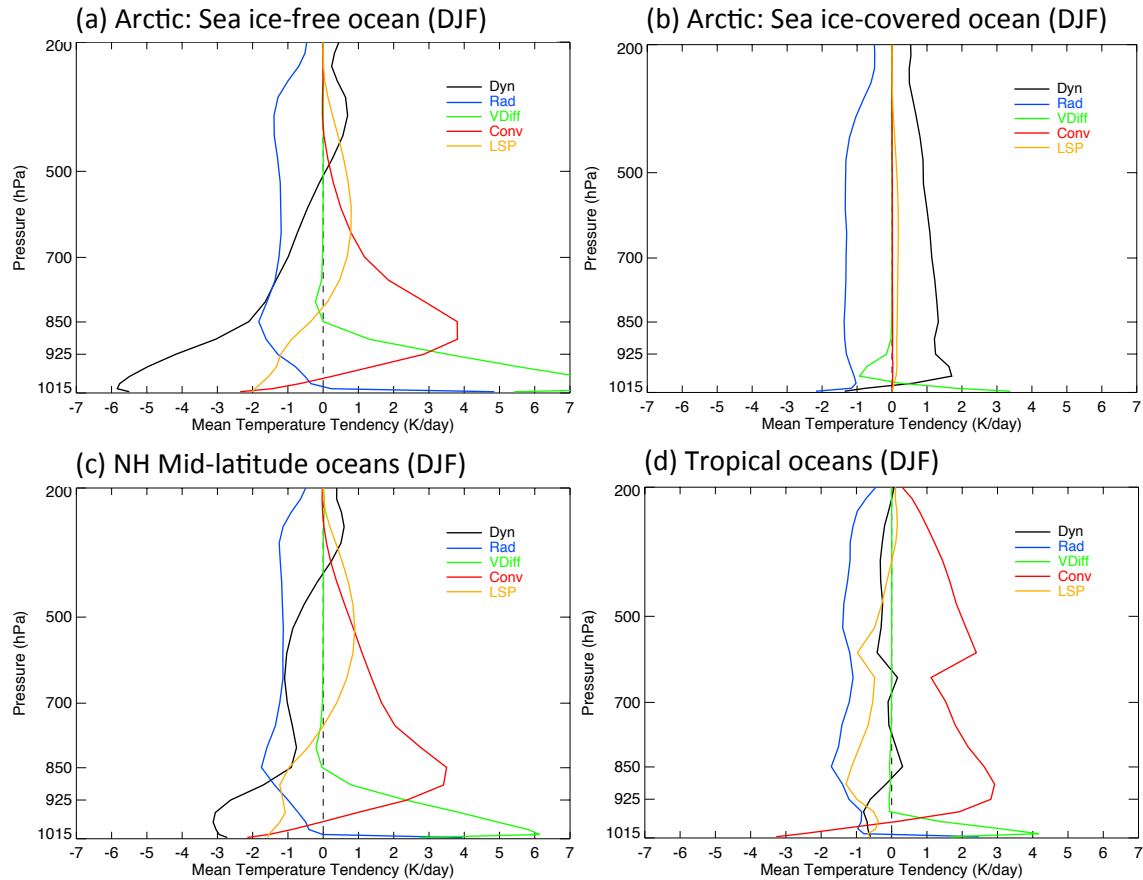 (a) Arctic: Sea ice-free ocean (DJF)
200
500
700
850
925
1015
Pressure (hPa)
Dyn
Rad
VDiff
Conv
LSP
-7 -6 -5 -4 -3 -2 -1 0 1 2 3 4 5 6 7
Mean Temperature Tendency (K/day)
(b) Arctic: Sea ice-covered ocean (DJF)
200
500
700
850
925
1015
Pressure (hPa)
Dyn
Rad
VDiff
Conv
LSP
-7 -6 -5 -4 -3 -2 -1 0 1 2 3 4 5 6 7
Mean Temperature Tendency (K/day)
(c) NH Mid-latitude oceans (DJF)
200
500
700
850
925
1015
Pressure (hPa)
Dyn
Rad
VDiff
Conv
LSP
-7 -6 -5 -4 -3 -2 -1 0 1 2 3 4 5 6 7
Mean Temperature Tendency (K/day)
(d) Tropical oceans (DJF)
200
500
700
850
925
1015
Pressure (hPa)
Dyn
Rad
VDiff
Conv
LSP
-7 -6 -5 -4 -3 -2 -1 0 1 2 3 4 5 6 7
Mean Temperature Tendency (K/day)